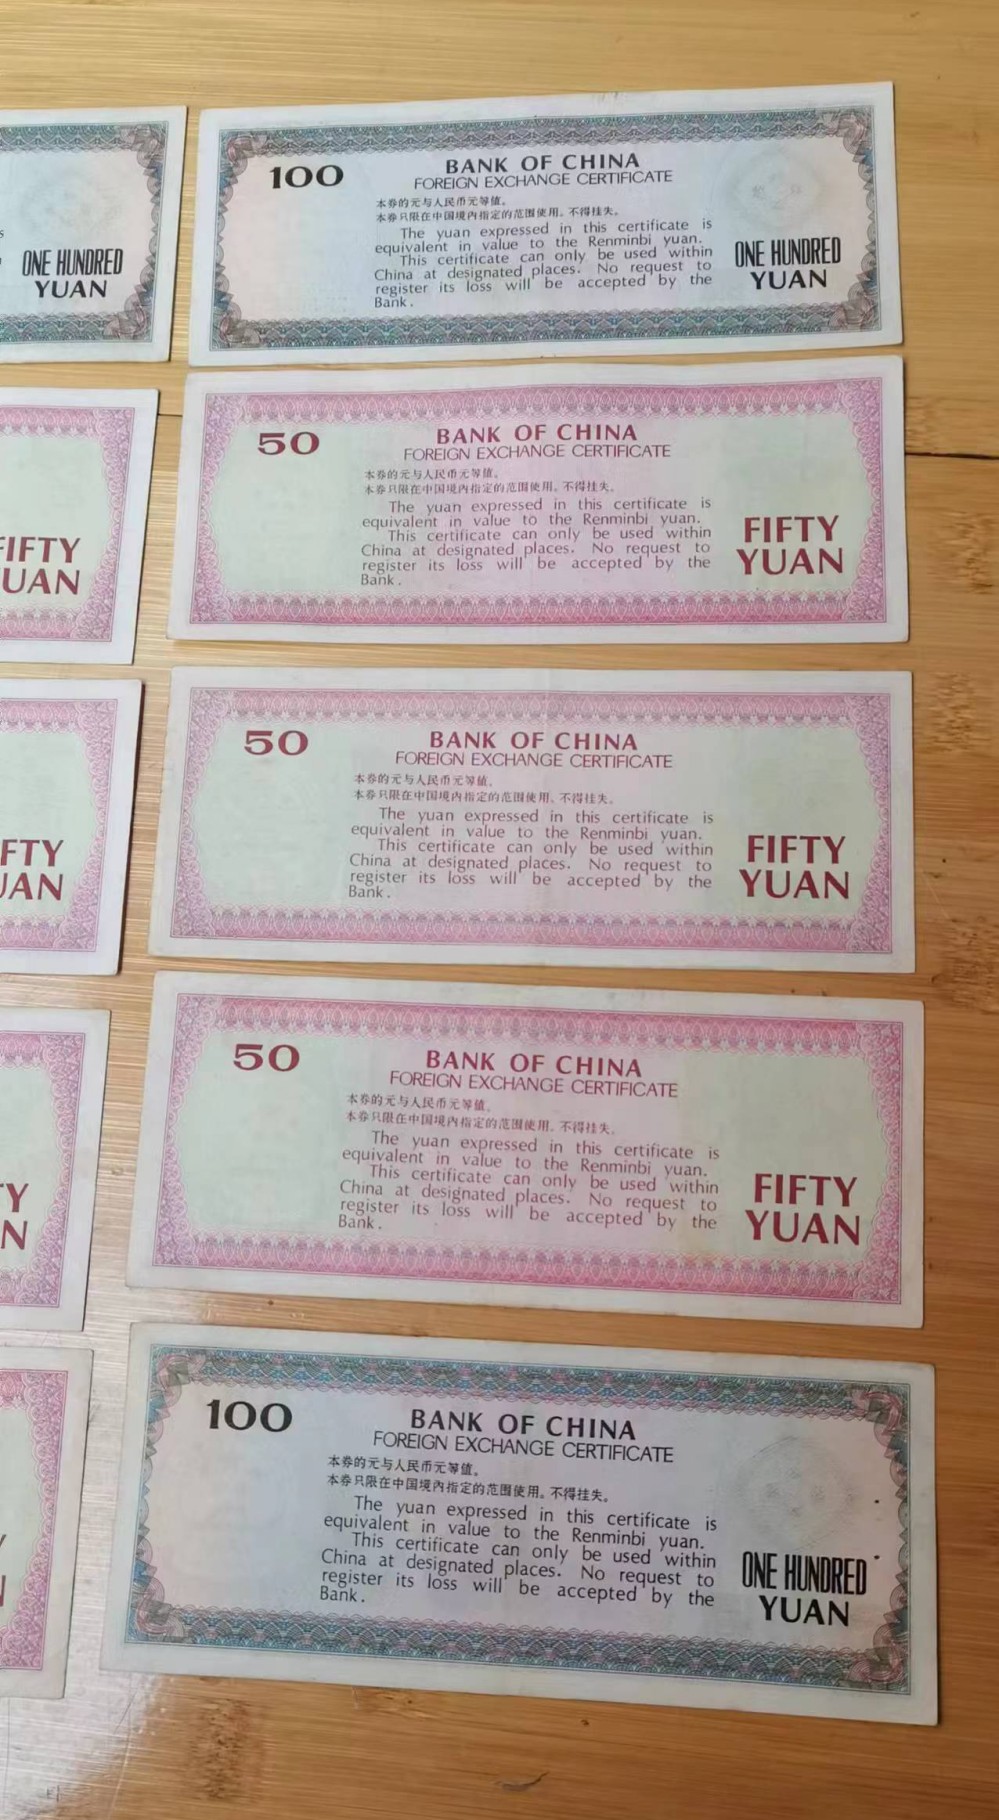 ONE HUNDRED
YUAN
100
BANK OF CHINA
FOREIGN EXCHANGE CERTIFICATE
本券的元与人民币元等值。
本券只限在中国境内指定的范围使用。不得挂失。
The yuan expressed in this certificate is
equivalent in value to the Renminbi yuan.
This certificate can only be used within
China at designated places. No request to
register its loss will be accepted by the
Bank.
ONE HUNDRED
YUAN
FIFTY
YUAN
50
BANK OF CHINA
FOREIGN EXCHANGE CERTIFICATE
本券的元与人民币元等值。
本券只限在中国境内指定的范围使用。不得挂失。
The yuan expressed in this certificate is
equivalent in value to the Renminbi yuan.
This certificate can only be used within
China at designated places. No request to
register its loss will be accepted by the
Bank.
FIFTY
YUAN
FTY
UAN
50
BANK OF CHINA
FOREIGN EXCHANGE CERTIFICATE
本券的元与人民币元等值。
本券只限在中国境内指定的范围使用。不得挂失。
The yuan expressed in this certificate is
equivalent in value to the Renminbi yuan.
This certificate can only be used within
China at designated places. No request to
register its loss will be accepted by the
Bank.
FIFTY
YUAN
Y
N
50
BANK OF CHINA
FOREIGN EXCHANGE CERTIFICATE
本券的元与人民币元等值。
本券只限在中国境内指定的范围使用。不得挂失。
The yuan expressed in this certificate is
equivalent in value to the Renminbi yuan.
This certificate can only be used within
China at designated places. No request to
register its loss will be accepted by the
Bank.
FIFTY
YUAN
100
BANK OF CHINA
FOREIGN EXCHANGE CERTIFICATE
本券的元与人民币元等值。
本券只限在中国境内指定的范围使用。不得挂失。
The yuan expressed in this certificate is
equivalent in value to the Renminbi yuan.
This certificate can only be used within
China at designated places. No request to
register its loss will be accepted by the
Bank.
ONE HUNDRED
YUAN